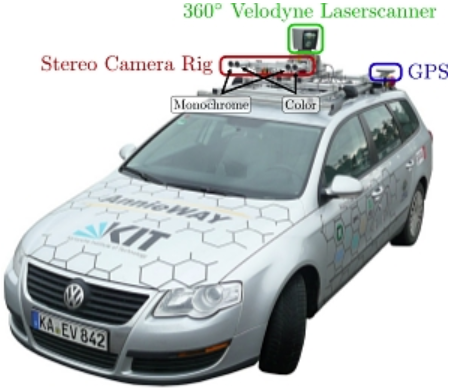 360° Velodyne Laserscanner
Stereo Camera Rig
GPS
Monochrome
Color
AnnieWAY
KIT
KA EV 842